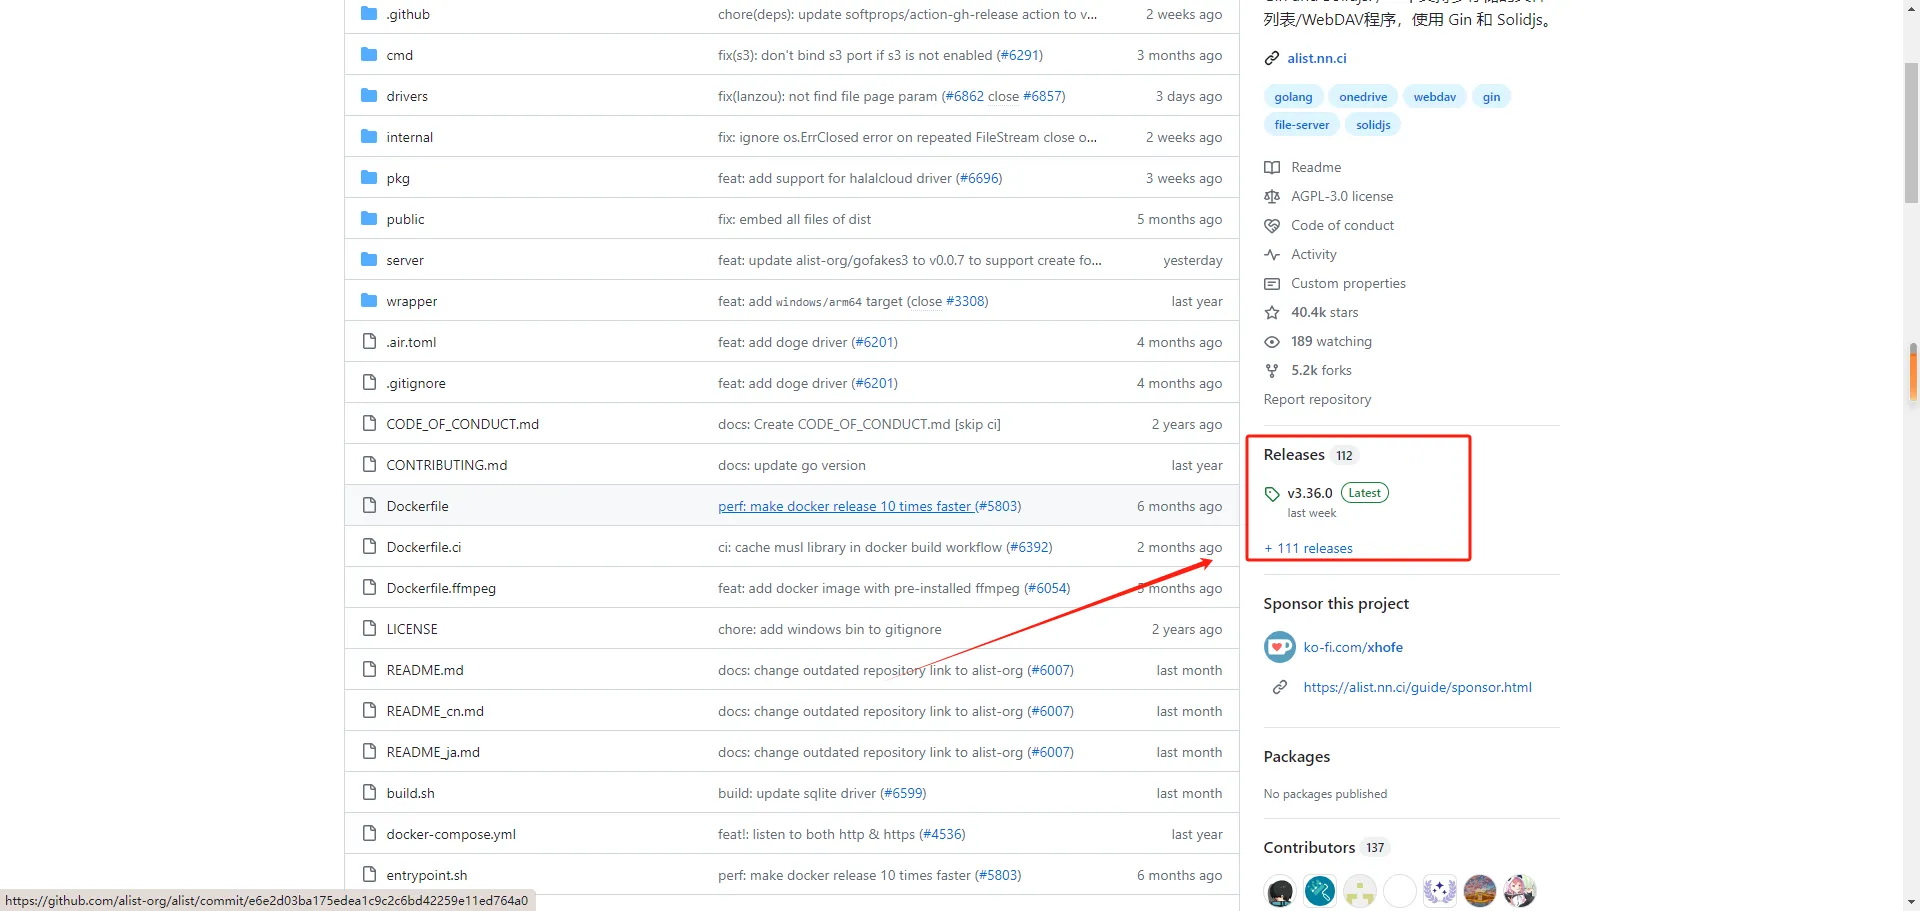 .github chore(deps): update softprops/action-gh-release action to v... 2 weeks ago
cmd fix(s3): don't bind s3 port if s3 is not enabled (#6291) 3 months ago
drivers fix(lanzou): not find file page param (#6862 close #6857) 3 days ago
internal fix: ignore os.ErrClosed error on repeated FileStream close o... 2 weeks ago
pkg feat: add support for halalcloud driver (#6696) 3 weeks ago
public fix: embed all files of dist 5 months ago
server feat: update alist-org/gofakes3 to v0.0.7 to support create fo... yesterday
wrapper feat: add windows/arm64 target (close #3308) last year
.air.toml feat: add doge driver (#6201) 4 months ago
.gitignore feat: add doge driver (#6201) 4 months ago
CODE_OF_CONDUCT.md docs: Create CODE_OF_CONDUCT.md [skip ci] 2 years ago
CONTRIBUTING.md docs: update go version last year
Dockerfile perf: make docker release 10 times faster (#5803) 6 months ago
Dockerfile.ci ci: cache musl library in docker build workflow (#6392) 2 months ago
Dockerfile.ffmpeg feat: add docker image with pre-installed ffmpeg (#6054) months ago
LICENSE chore: add windows bin to gitignore 2 years ago
README.md docs: change outdated repository link to alist-org (#6007) last month
README_cn.md docs: change outdated repository link to alist-org (#6007) last month
README_ja.md docs: change outdated repository link to alist-org (#6007) last month
build.sh build: update sqlite driver (#6599) last month
docker-compose.yml feat!: listen to both http & https (#4536) last year
entrypoint.sh perf: make docker release 10 times faster (#5803) 6 months ago
列表/WebDAV程序，使用 Gin 和 Solidjs。
alist.nn.ci
golang onedrive webdav gin
file-server solidjs
Readme
AGPL-3.0 license
Code of conduct
Activity
Custom properties
40.4k stars
189 watching
5.2k forks
Report repository
Releases 112
v3.36.0 Latest
last week
+ 111 releases
Sponsor this project
ko-fi.com/xhofe
https://alist.nn.ci/guide/sponsor.html
Packages
No packages published
Contributors 137
https://github.com/alist-org/alist/commit/e6e2d03ba175edea1c9c2c6bd42259e11ed764a0